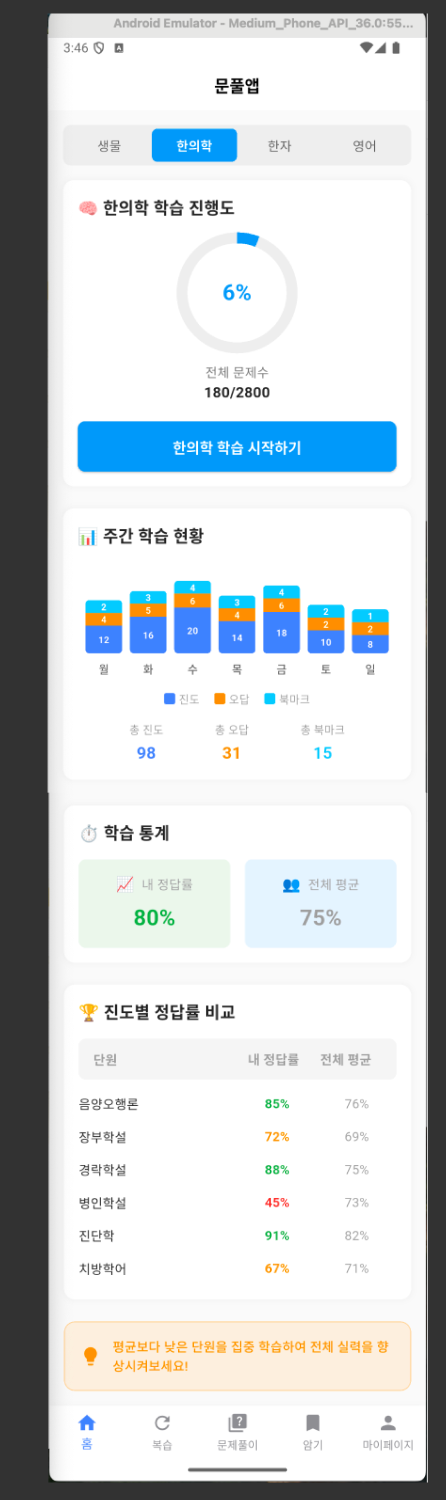 Android Emulator - Medium_Phone_API_36.0:55...
3:46
문풀앱
생물 한의학 한자 영어
한의학 학습 진행도
6%
전체 문제수
180/2800
한의학 학습 시작하기
주간 학습 현황
2 3 4 3 4 2 1
4 5 6 4 6 2 2
12 16 20 14 18 10 8
월 화 수 목 금 토 일
진도 오답 북마크
총 진도 총 오답 총 북마크
98 31 15
학습 통계
내 정답률 전체 평균
80% 75%
진도별 정답률 비교
단원 내 정답률 전체 평균
음양오행론 85% 76%
장부학설 72% 69%
경락학설 88% 75%
병인학설 45% 73%
진단학 91% 82%
치방학어 67% 71%
평균보다 낮은 단원을 집중 학습하여 전체 실력을 향
상시켜보세요!
홈 복습 문제풀이 암기 마이페이지